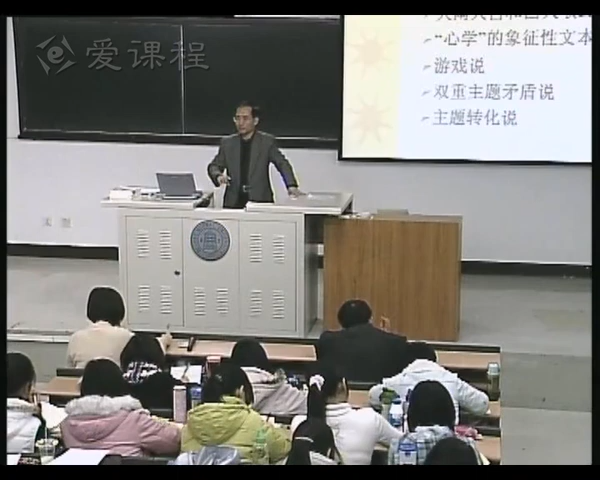 爱课程
"心学"的象征性文本
游戏说
双重主题矛盾说
主题转化说